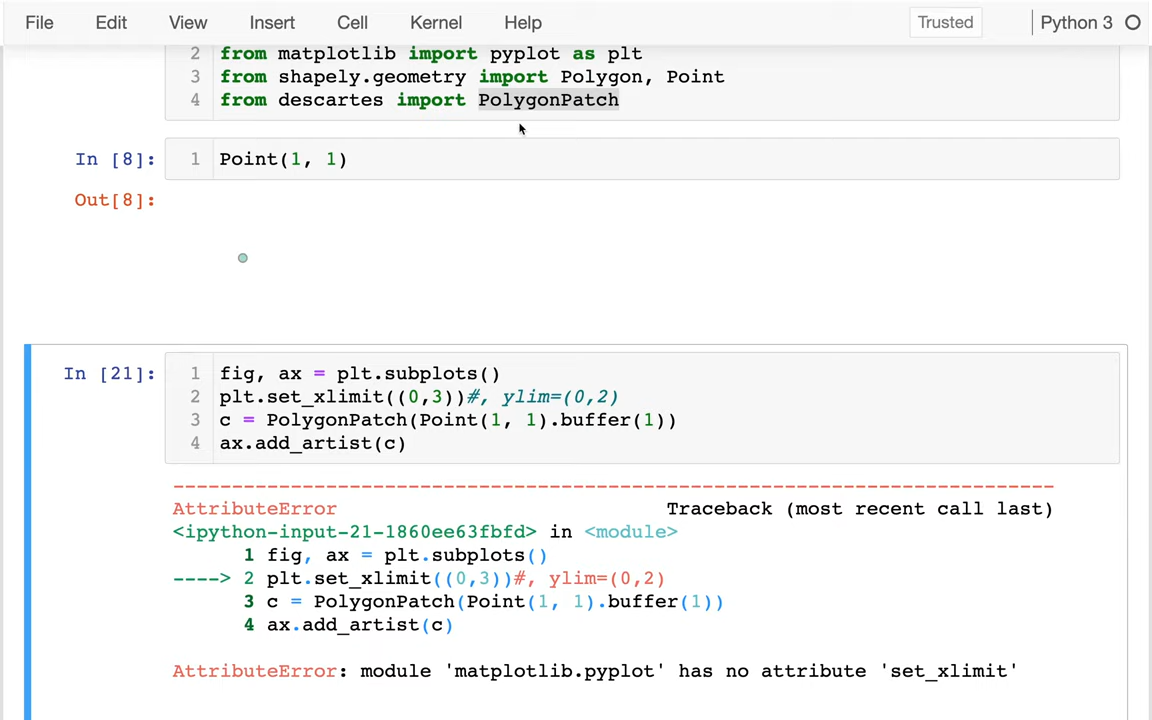 File Edit View Insert Cell Kernel Help Trusted Python 3
2 from matplotlib import pyplot as plt
3 from shapely.geometry import Polygon, Point
4 from descartes import PolygonPatch
In [8]: 1 Point(1, 1)
Out[8]:
In [21]: 1 fig, ax = plt.subplots()
2 plt.set_xlimit((0,3))#, ylim=(0,2)
3 c = PolygonPatch(Point(1, 1).buffer(1))
4 ax.add_artist(c)
---------------------------------------------------------------------------
AttributeError Traceback (most recent call last)
<ipython-input-21-1860ee63fbfd> in <module>
1 fig, ax = plt.subplots()
----> 2 plt.set_xlimit((0,3))#, ylim=(0,2)
3 c = PolygonPatch(Point(1, 1).buffer(1))
4 ax.add_artist(c)
AttributeError: module 'matplotlib.pyplot' has no attribute 'set_xlimit'